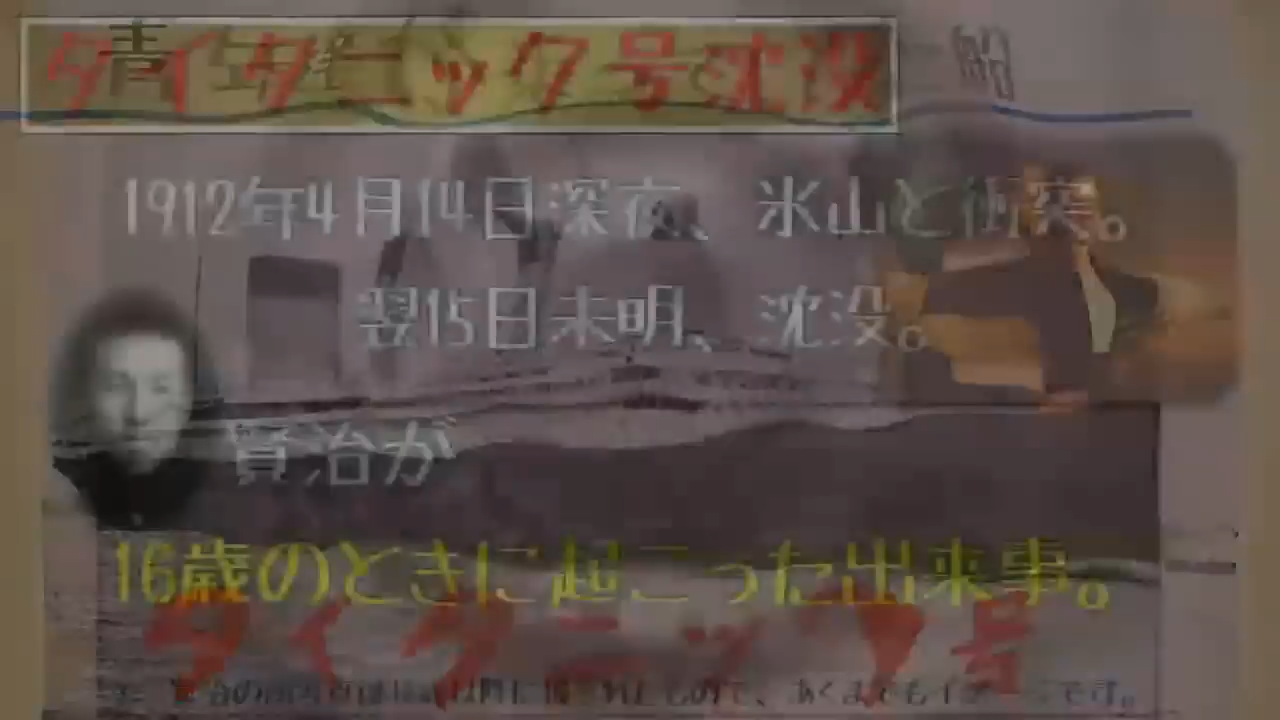 タイタニック号沈没
船
1912年4月14日深夜、氷山と衝突。
翌15日未明、沈没。
賢治が
16歳のときに起こった出来事。
タイタニック号